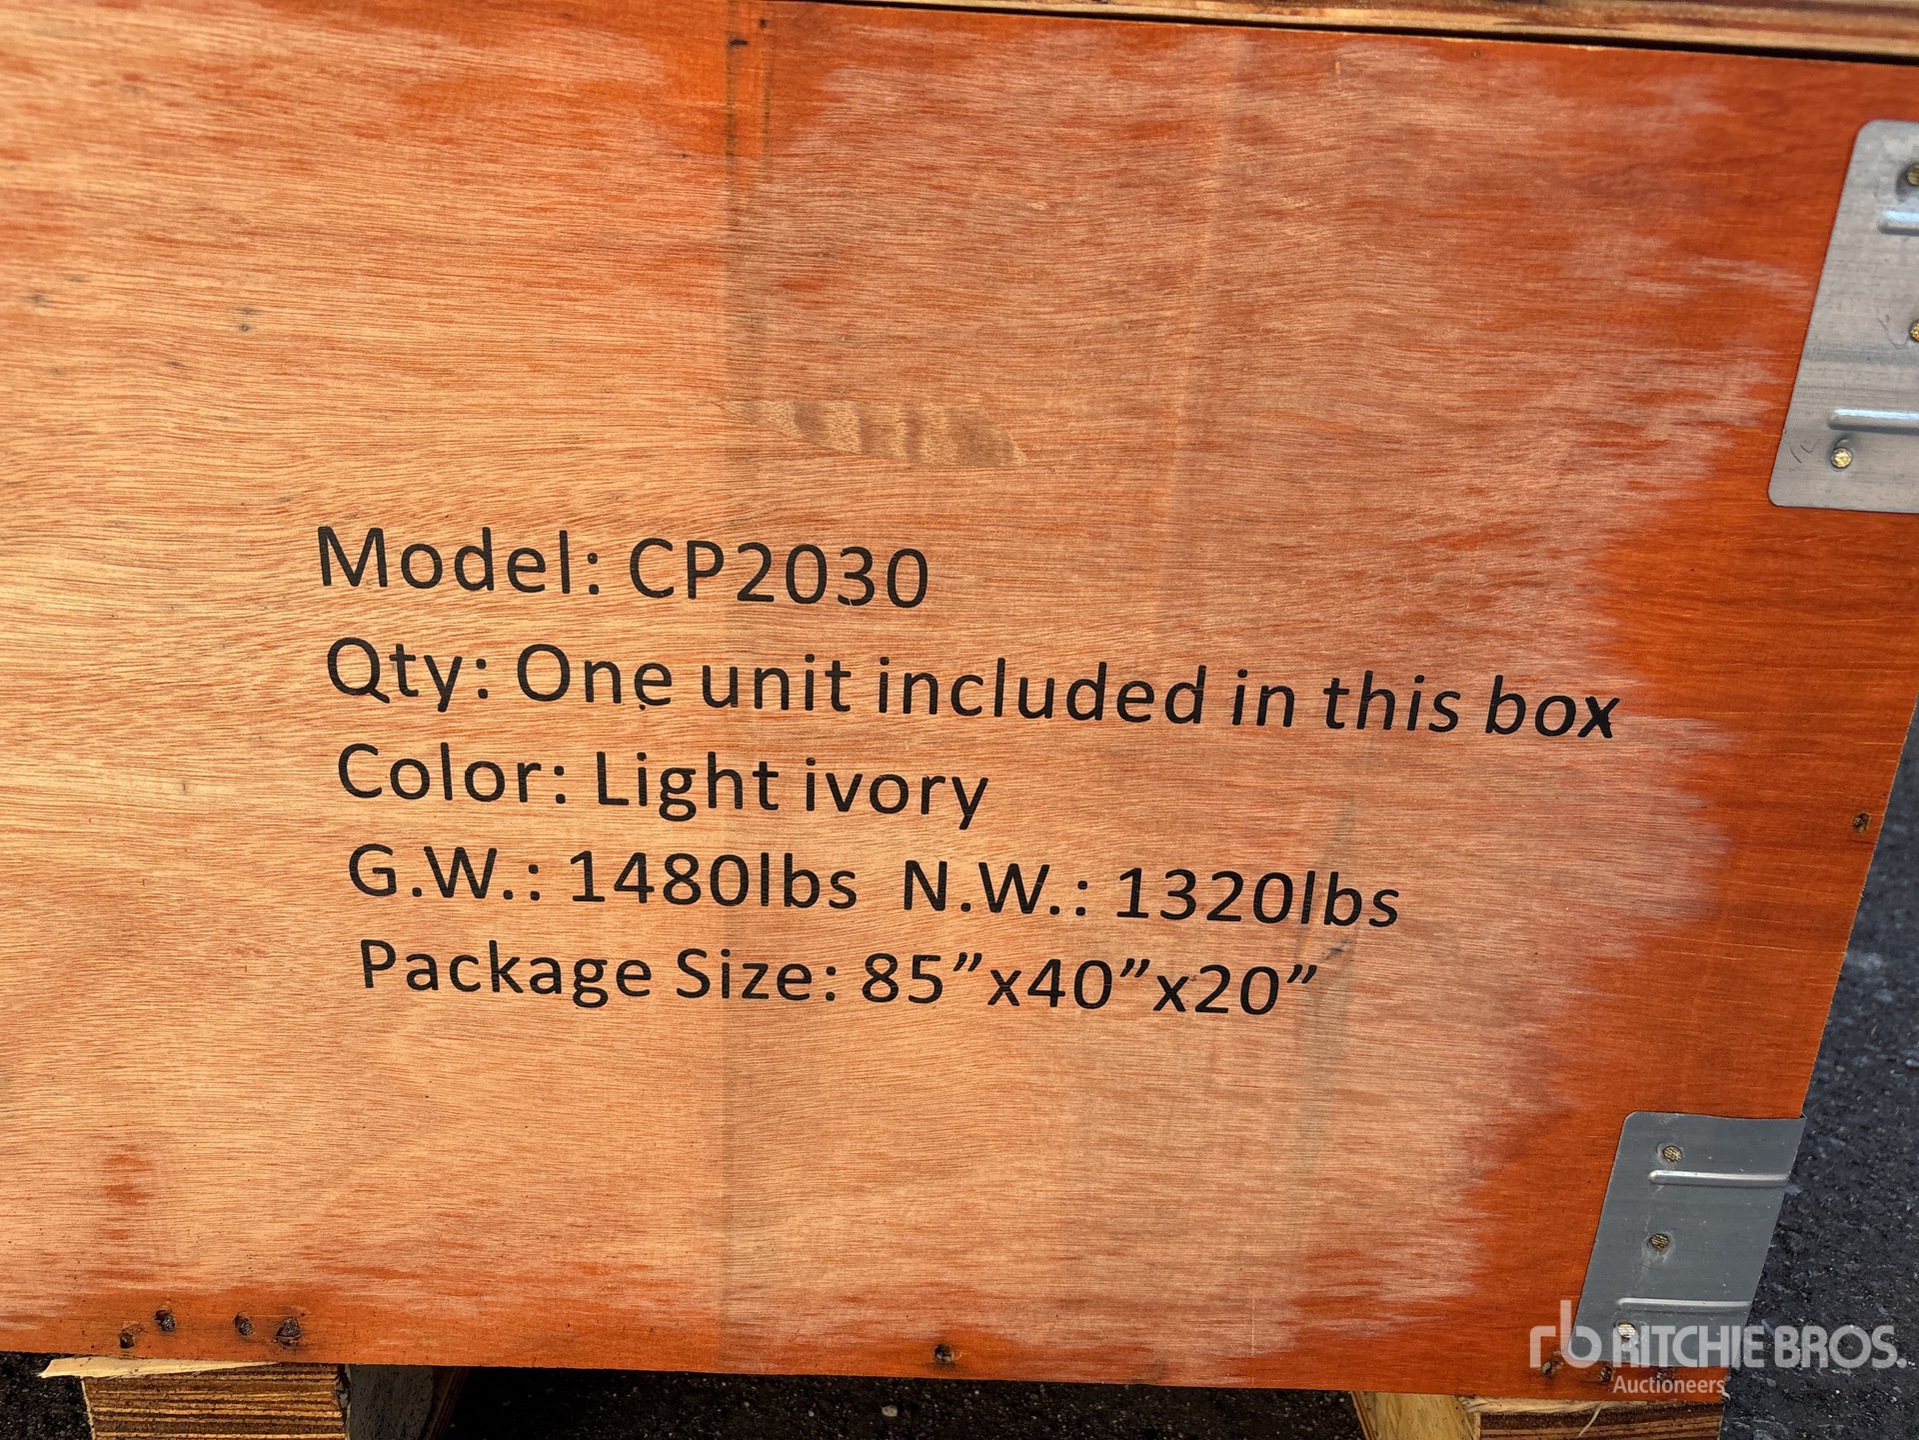 Model: CP2030
Qty: One unit included in this box
Color: Light ivory
G.W.: 1480lbs N.W.: 1320lbs
Package Size: 85”x40”x20”
rb RITCHIE BROS.
Auctioneers